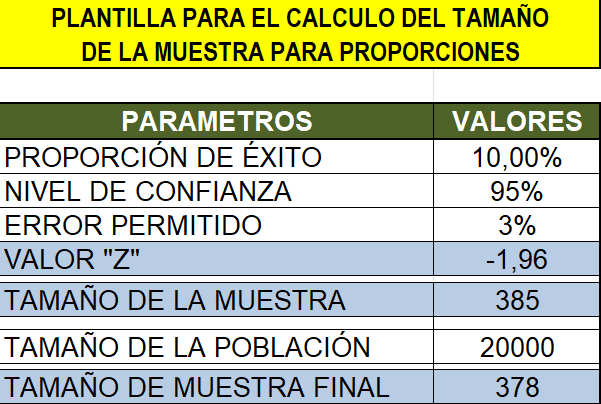 PLANTILLA PARA EL CALCULO DEL TAMAÑO
DE LA MUESTRA PARA PROPORCIONES
PARAMETROS VALORES
PROPORCIÓN DE ÉXITO 10,00%
NIVEL DE CONFIANZA 95%
ERROR PERMITIDO 3%
VALOR "Z" -1,96
TAMAÑO DE LA MUESTRA 385
TAMAÑO DE LA POBLACIÓN 20000
TAMAÑO DE MUESTRA FINAL 378